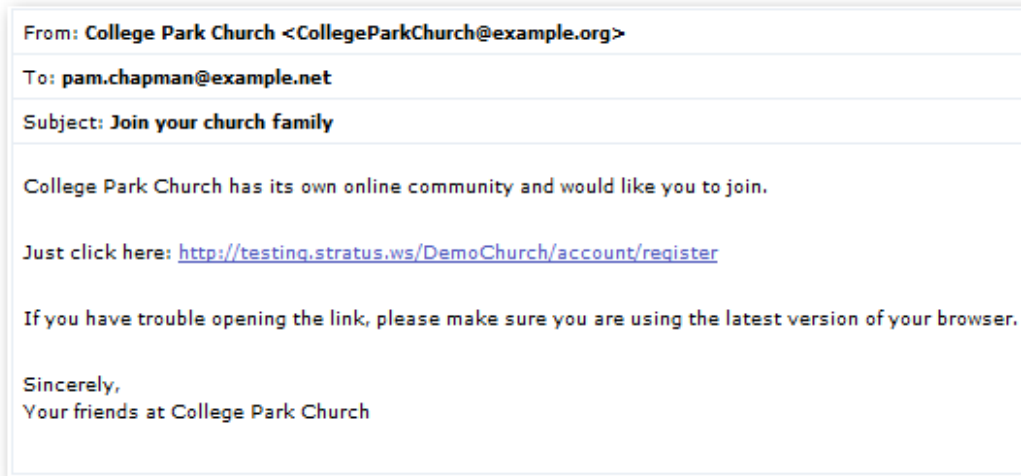 From: College Park Church <CollegeParkChurch@example.org>
To: pam.chapman@example.net
Subject: Join your church family
College Park Church has its own online community and would like you to join.
Just click here: http://testing.stratus.ws/DemoChurch/account/register
If you have trouble opening the link, please make sure you are using the latest version of your browser.
Sincerely,
Your friends at College Park Church